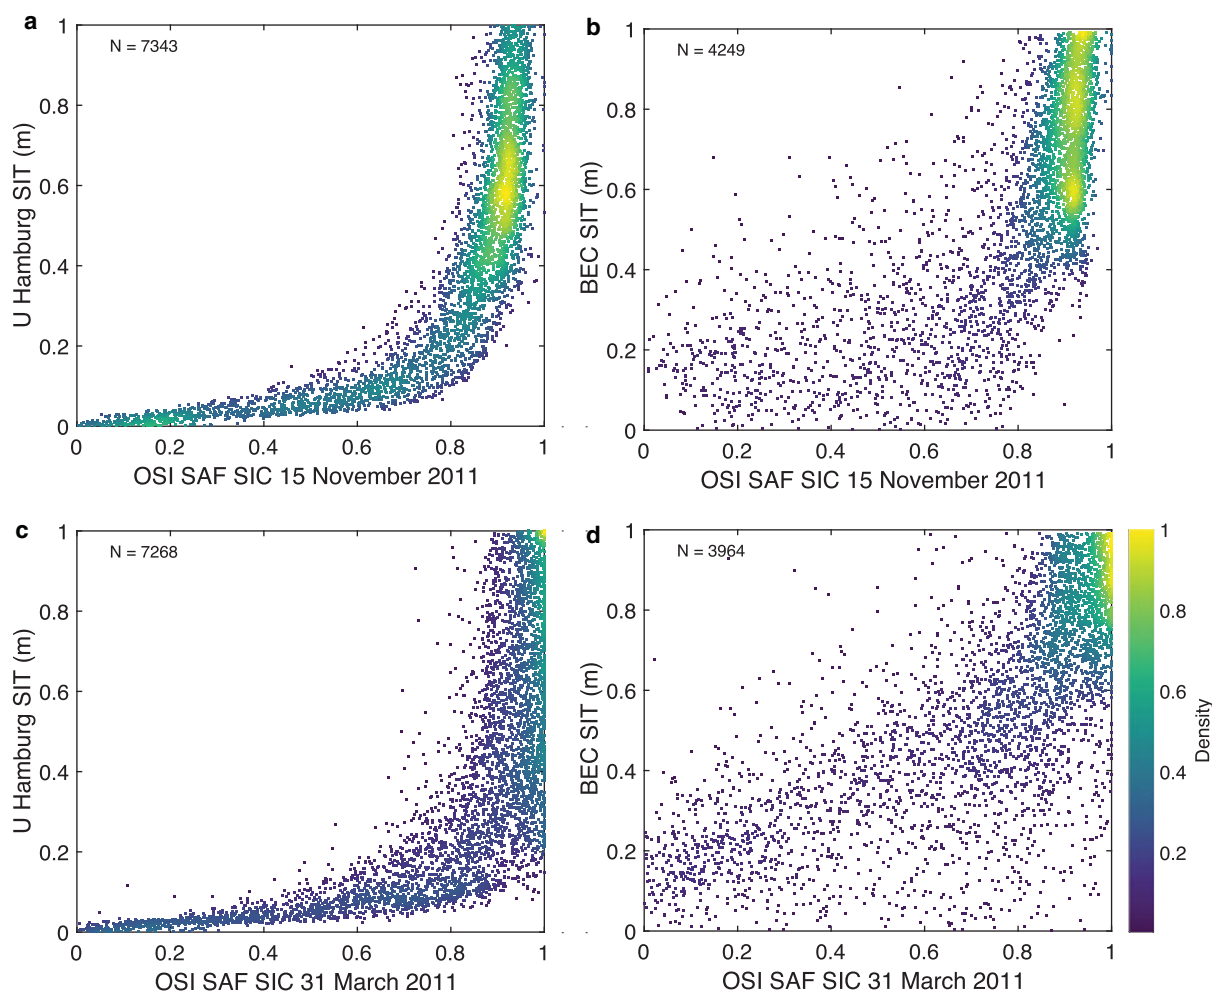 a
N = 7343
1
0.8
0.6
0.4
0.2
0
U Hamburg SIT (m)
0 0.2 0.4 0.6 0.8 1
OSI SAF SIC 15 November 2011
b
N = 4249
1
0.8
0.6
0.4
0.2
0
BEC SIT (m)
0 0.2 0.4 0.6 0.8 1
OSI SAF SIC 15 November 2011
c
N = 7268
1
0.8
0.6
0.4
0.2
0
U Hamburg SIT (m)
0 0.2 0.4 0.6 0.8 1
OSI SAF SIC 31 March 2011
d
N = 3964
1
0.8
0.6
0.4
0.2
0
BEC SIT (m)
0 0.2 0.4 0.6 0.8 1
OSI SAF SIC 31 March 2011
1
0.8
0.6
0.4
0.2
Density